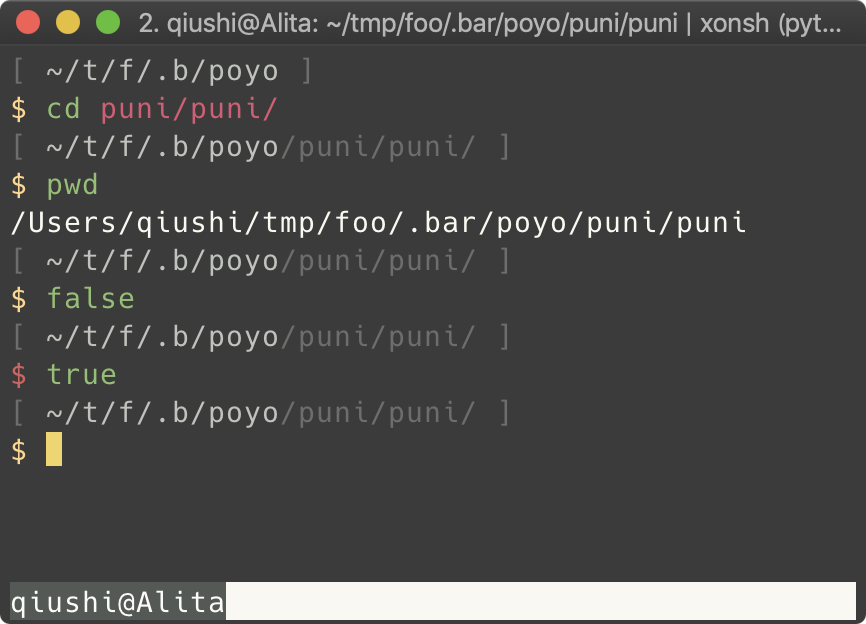 2. qiushi@Alita: ~/tmp/foo/.bar/poyo/puni/puni | xonsh (pyt...
[ ~/t/f/.b/poyo ]
$ cd puni/puni/
[ ~/t/f/.b/poyo/puni/puni/ ]
$ pwd
/Users/qiushi/tmp/foo/.bar/poyo/puni/puni
[ ~/t/f/.b/poyo/puni/puni/ ]
$ false
[ ~/t/f/.b/poyo/puni/puni/ ]
$ true
[ ~/t/f/.b/poyo/puni/puni/ ]
$
qiushi@Alita